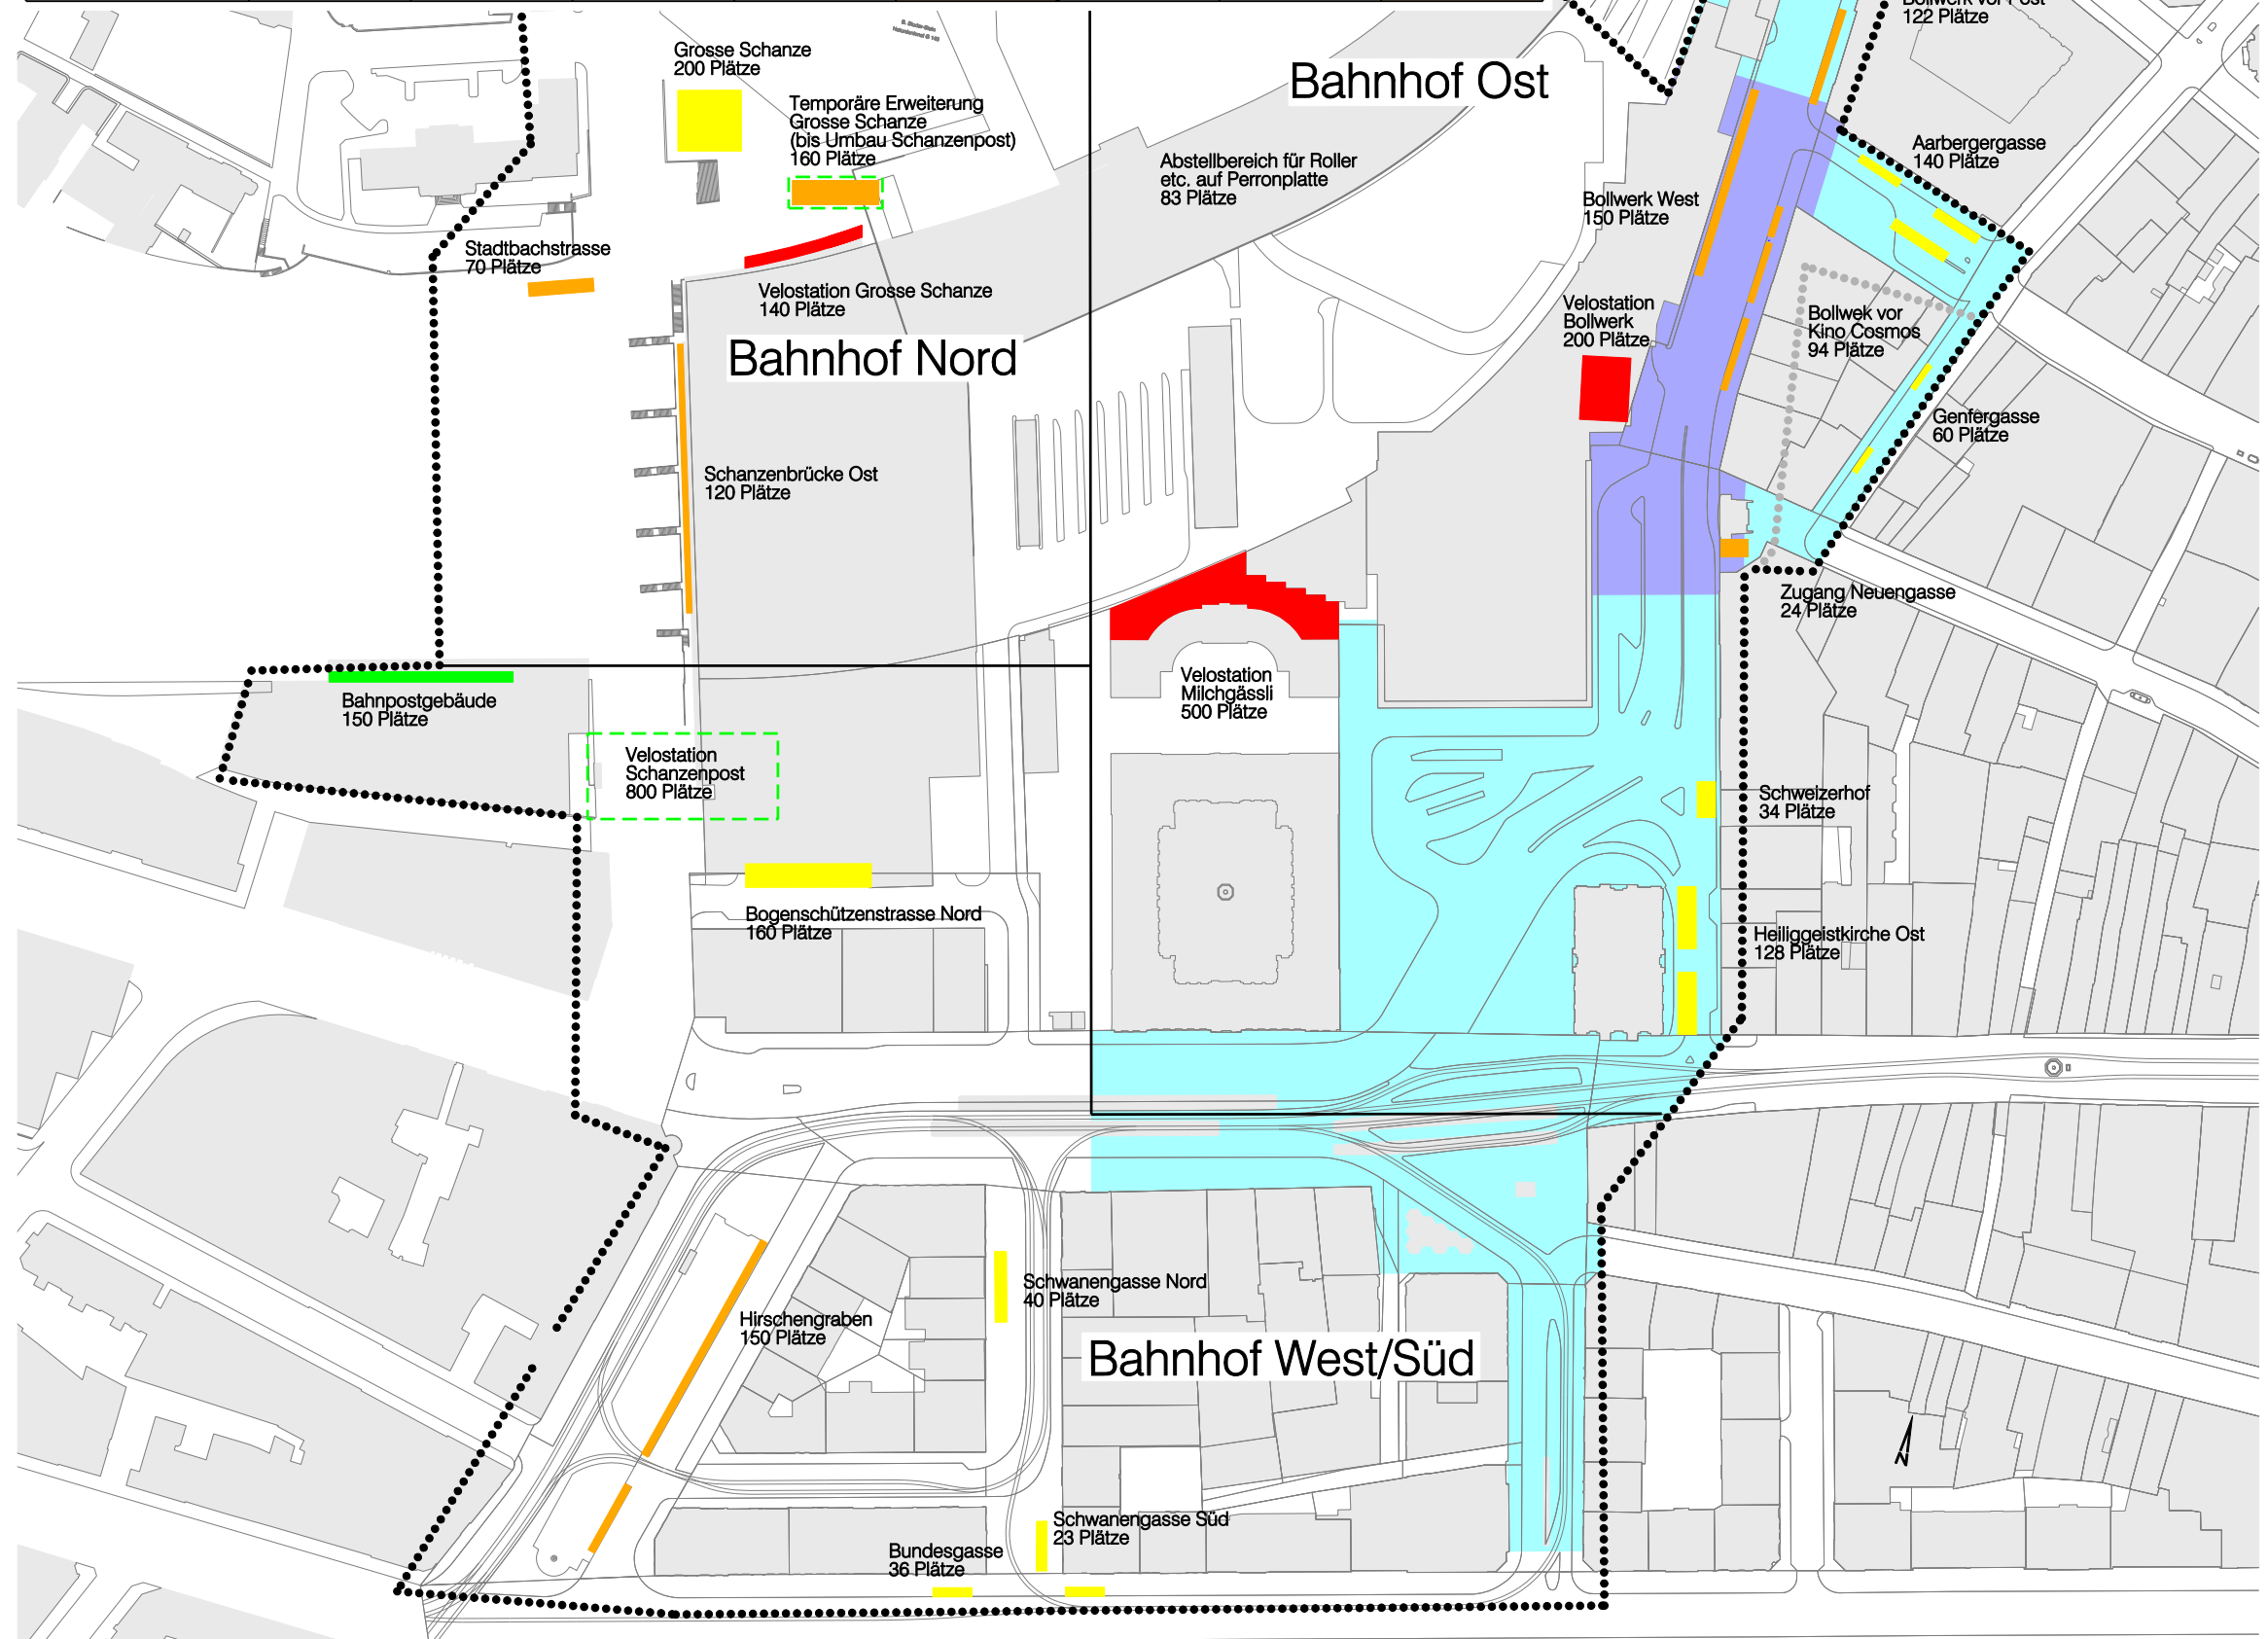 Bollwerk vor Post
122 Plätze
Grosse Schanze
200 Plätze
Bahnhof Ost
Temporäre Erweiterung
Grosse Schanze
(bis Umbau Schanzenpost)
160 Plätze
Aarbergergasse
140 Plätze
Abstellbereich für Roller
etc. auf Perronplatte
83 Plätze
Bollwerk West
150 Plätze
Stadtbachstrasse
70 Plätze
Velostation Grosse Schanze
140 Plätze
Velostation
Bollwerk
200 Plätze
Bollwek vor
Kino Cosmos
94 Plätze
Bahnhof Nord
Genfergasse
60 Plätze
Schanzenbrücke Ost
120 Plätze
Zugang Neuengasse
24 Plätze
Velostation
Milchgässli
500 Plätze
Bahnpostgebäude
150 Plätze
Velostation
Schanzenpost
800 Plätze
Schweizerhof
34 Plätze
Bogenschützenstrasse Nord
160 Plätze
Heiliggeistkirche Ost
128 Plätze
Schwanengasse Nord
40 Plätze
Hirschengraben
150 Plätze
Bahnhof West/Süd
N
Schwanengasse Süd
23 Plätze
Bundesgasse
36 Plätze